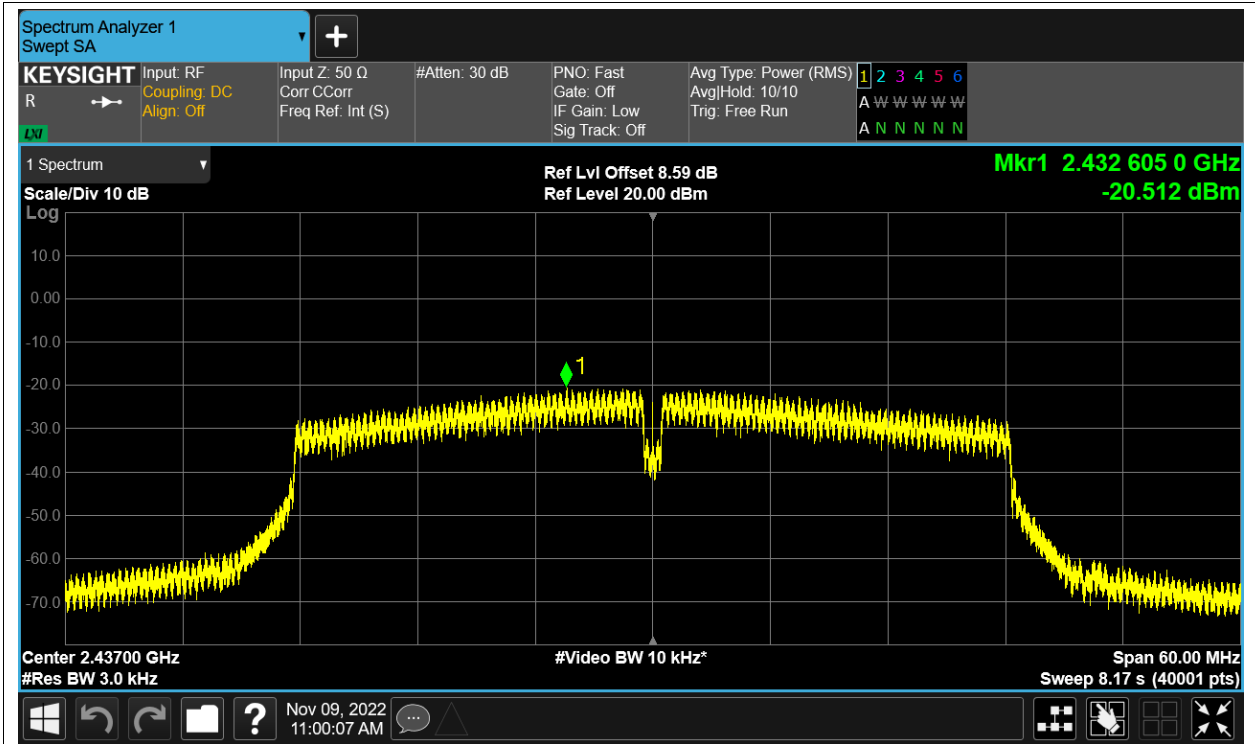 Spectrum Analyzer 1
Swept SA
KEYSIGHT
R
LXI
Input: RF
Coupling: DC
Align: Off
Input Z: 50 Ω
Corr CCorr
Freq Ref: Int (S)
#Atten: 30 dB
PNO: Fast
Gate: Off
IF Gain: Low
Sig Track: Off
Avg Type: Power (RMS)
Avg|Hold: 10/10
Trig: Free Run
1 2 3 4 5 6
A W W W W W
A N N N N N
1 Spectrum
Scale/Div 10 dB
Log
Ref Lvl Offset 8.59 dB
Ref Level 20.00 dBm
Mkr1 2.432 605 0 GHz
-20.512 dBm
10.0
0.00
-10.0
-20.0
-30.0
-40.0
-50.0
-60.0
-70.0
1
Center 2.43700 GHz
#Res BW 3.0 kHz
#Video BW 10 kHz*
Span 60.00 MHz
Sweep 8.17 s (40001 pts)
?
Nov 09, 2022
11:00:07 AM